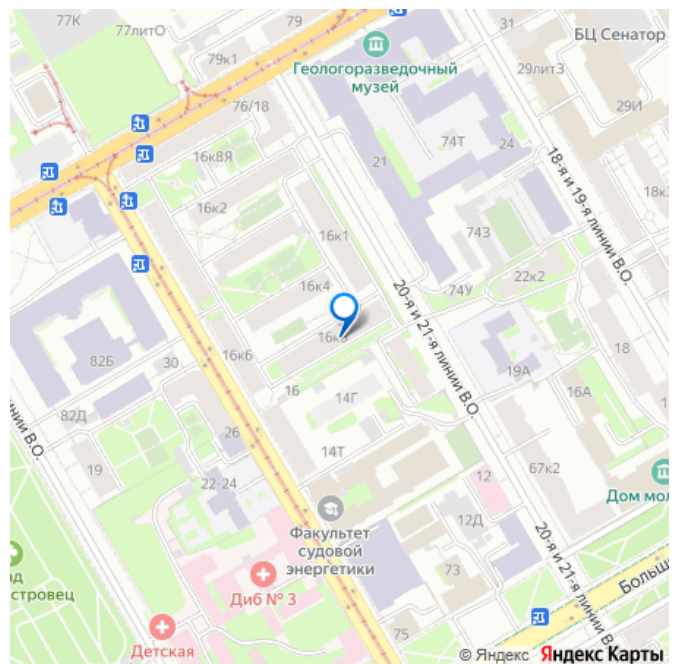 77К
77литО
79
79к1
31
БЦ Сенатор
Геологоразведочный
музей
29литЗ
76/18
29И
16к8Я
21
74Т
24
16к2
18-я и 19-я линии В.О.
16к1
74З
18к
22к2
16к4
20-я и 21-я линии В.О.
74У
82Б
30
16к6
18
16
19А
14Г
16А
82Д
линии В.О.
26
19
14Т
67к2
22-24
12
Дом мол
Факультет
судовой
энергетики
12Д
20-я и 21-я линии В.О.
ад
стровец
Диб № 3
73
Больш
75
Детская
© Яндекс Яндекс Карты